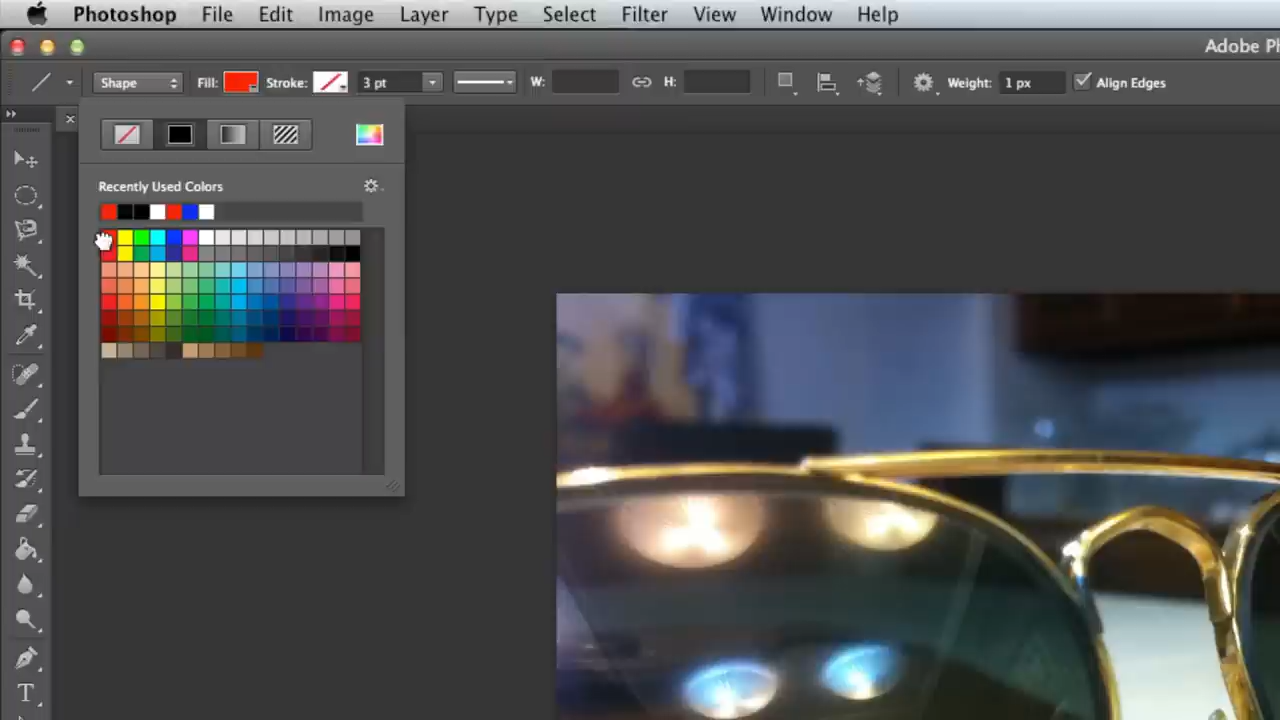 Photoshop File Edit Image Layer Type Select Filter View Window Help
Adobe Ph
Shape Fill: Stroke: 3 pt W: H: Weight: 1 px Align Edges
Recently Used Colors
T